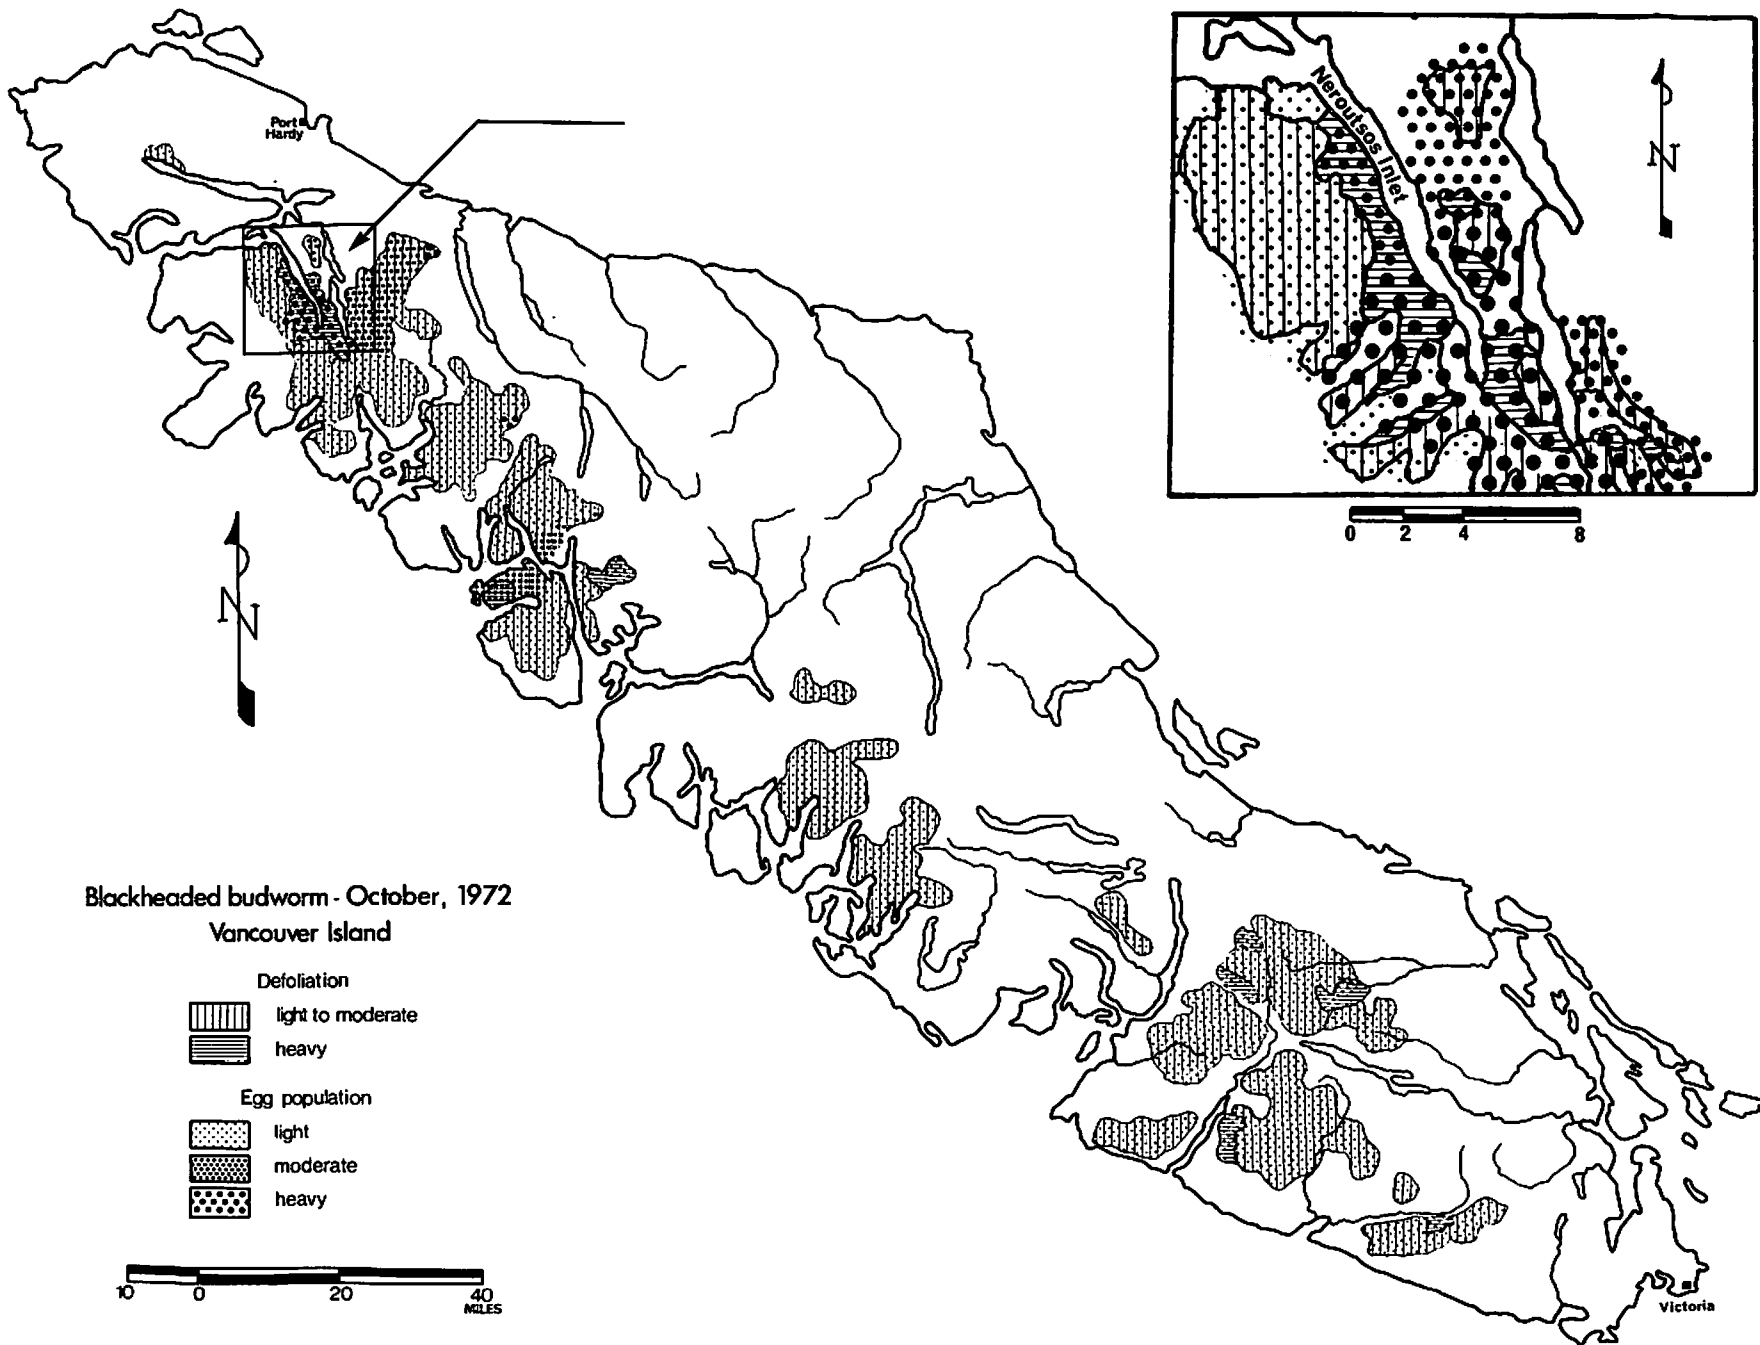 Port
Hardy
Neroutsos Inlet
N
0 2 4 8
N
Blackheaded budworm - October, 1972
Vancouver Island
Defoliation
light to moderate
heavy
Egg population
light
moderate
heavy
10 0 20 40
MILES
Victoria